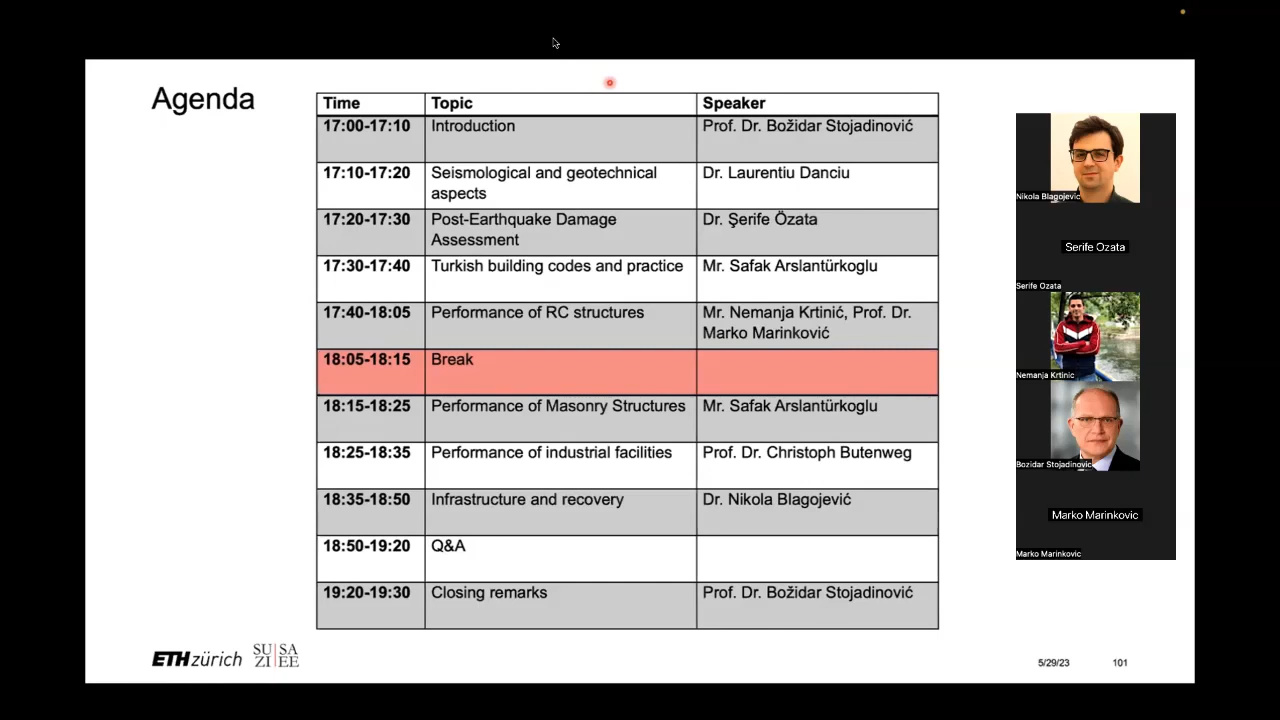 Agenda
Time Topic Speaker
17:00-17:10 Introduction Prof. Dr. Božidar Stojadinović
17:10-17:20 Seismological and geotechnical Dr. Laurentiu Danciu
aspects
17:20-17:30 Post-Earthquake Damage Dr. Şerife Özata
Assessment
17:30-17:40 Turkish building codes and practice Mr. Safak Arslantürkoglu
17:40-18:05 Performance of RC structures Mr. Nemanja Krtinić, Prof. Dr.
Marko Marinković
18:05-18:15 Break
18:15-18:25 Performance of Masonry Structures Mr. Safak Arslantürkoglu
18:25-18:35 Performance of industrial facilities Prof. Dr. Christoph Butenweg
18:35-18:50 Infrastructure and recovery Dr. Nikola Blagojević
18:50-19:20 Q&A
19:20-19:30 Closing remarks Prof. Dr. Božidar Stojadinović
Nikola Blagojevic
Serife Ozata
Serife Ozata
Nemanja Krtinic
Bozidar Stojadinovic
Marko Marinkovic
Marko Marinkovic
ETH zürich
SU|SA
ZI|EE
5/29/23 101